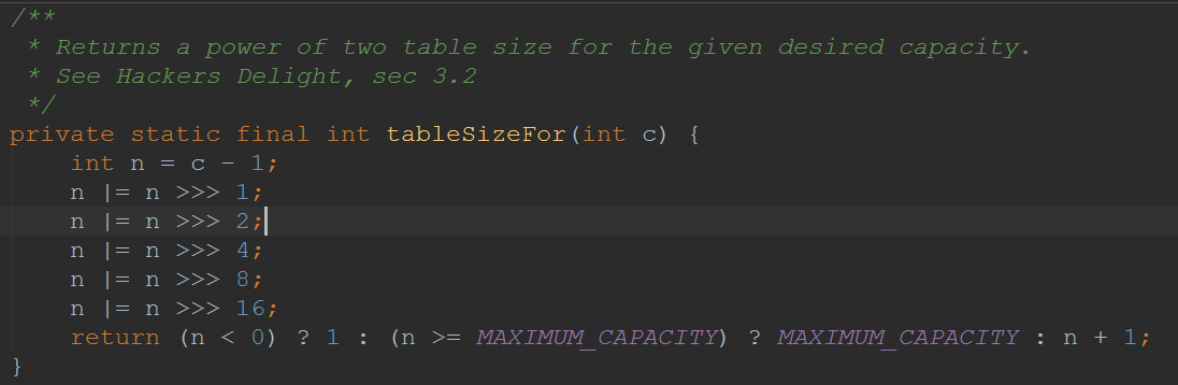 /**
 * Returns a power of two table size for the given desired capacity.
 * See Hackers Delight, sec 3.2
 */
private static final int tableSizeFor(int c) {
    int n = c - 1;
    n |= n >>> 1;
    n |= n >>> 2;
    n |= n >>> 4;
    n |= n >>> 8;
    n |= n >>> 16;
    return (n < 0) ? 1 : (n >= MAXIMUM_CAPACITY) ? MAXIMUM_CAPACITY : n + 1;
}